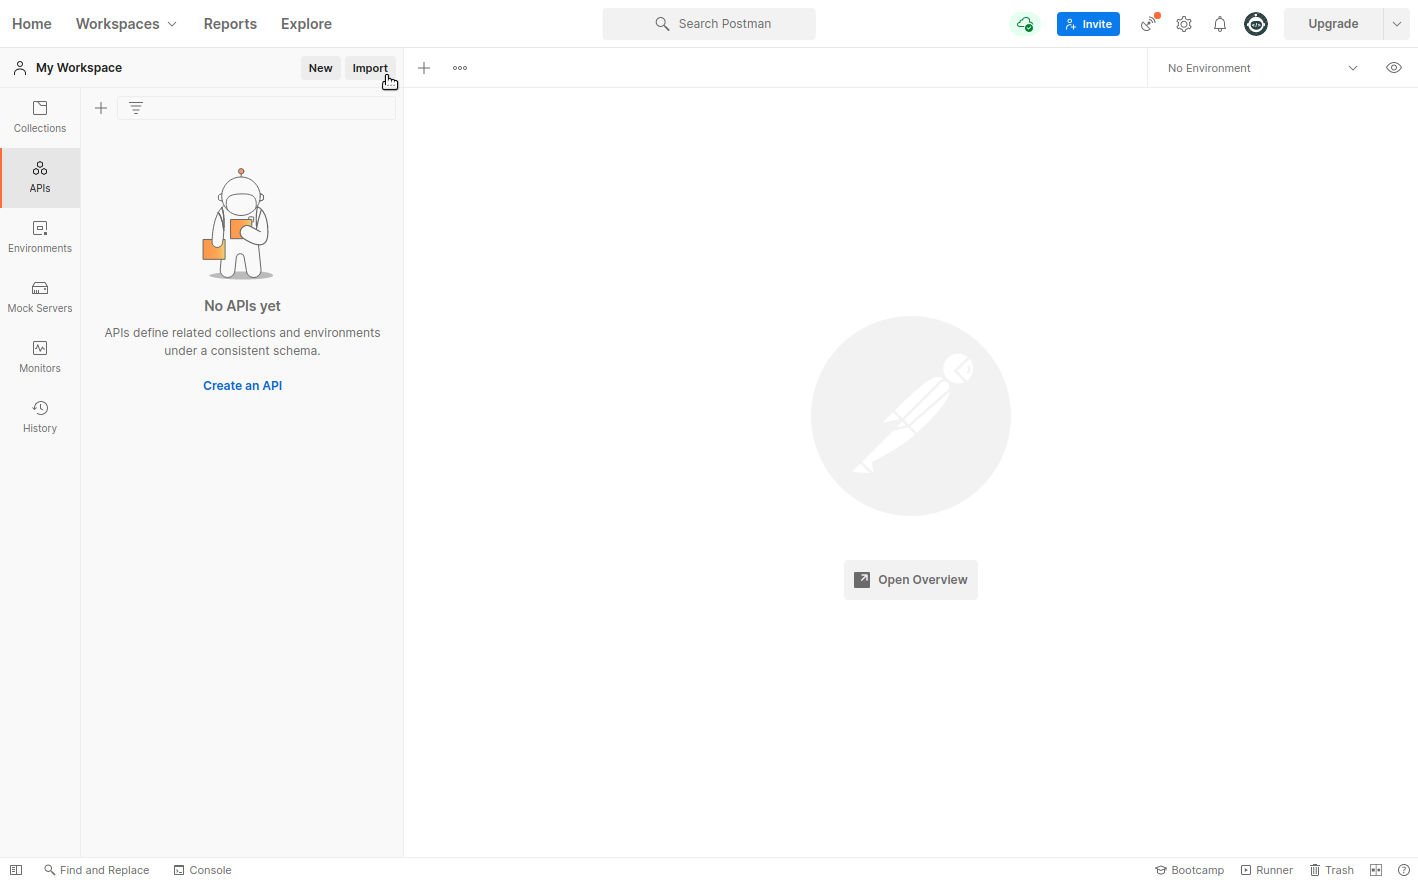 Home
Workspaces
Reports
Explore
Search Postman
Invite
Upgrade
My Workspace
New
Import
No Environment
Collections
APIs
Environments
Mock Servers
Monitors
History
No APIs yet
APIs define related collections and environments
under a consistent schema.
Create an API
Open Overview
Find and Replace
Console
Bootcamp
Runner
Trash